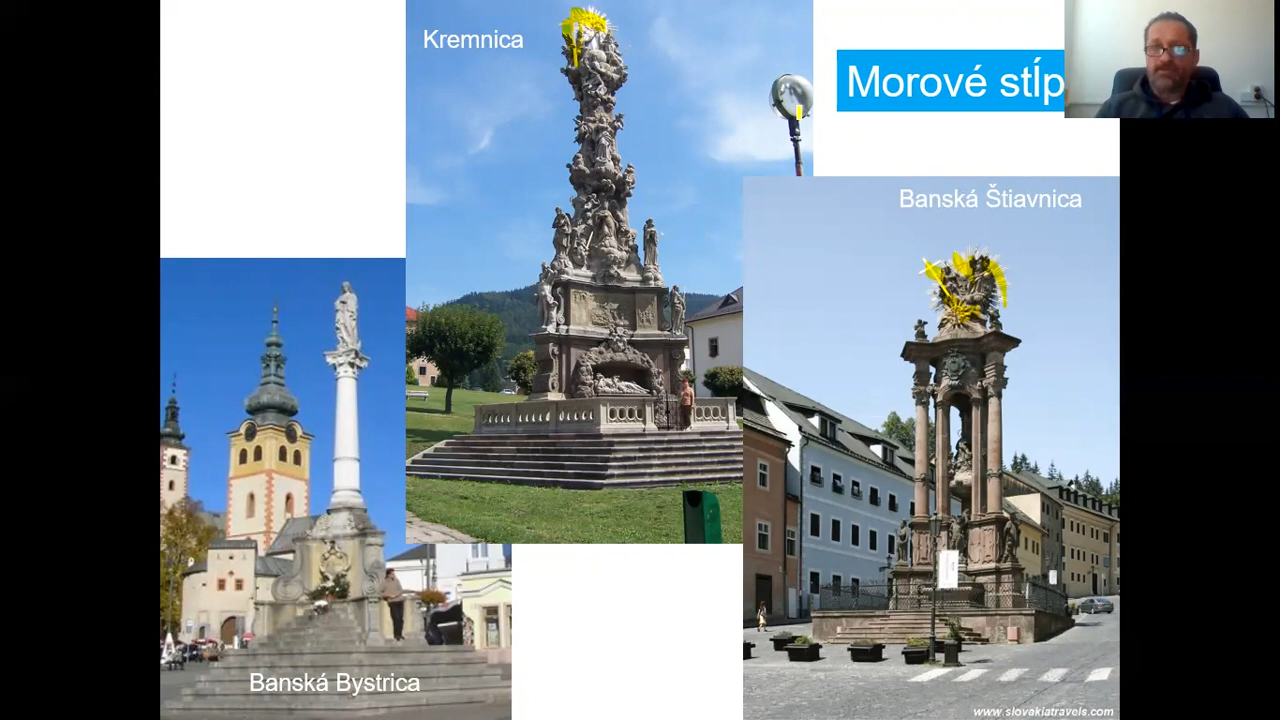 Kremnica
Morové stĺp
Banská Štiavnica
Banská Bystrica
www.slovakiatravels.com